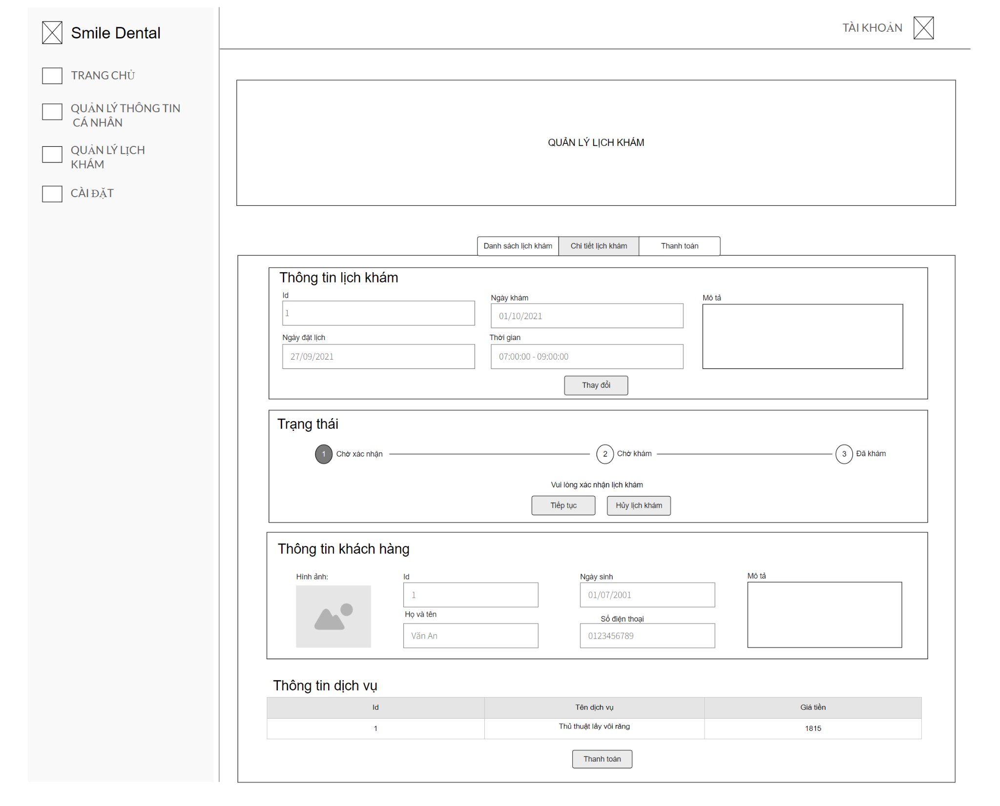 Smile Dental
TÀI KHOẢN
TRANG CHỦ
QUẢN LÝ THÔNG TIN
CÁ NHÂN
QUẢN LÝ LỊCH
KHÁM
CÀI ĐẶT
QUẢN LÝ LỊCH KHÁM
Danh sách lịch khám Chi tiết lịch khám Thanh toán
Thông tin lịch khám
Id Ngày khám Mô tả
1 01/10/2021
Ngày đặt lịch Thời gian
27/09/2021 07:00:00 - 09:00:00
Thay đổi
Trạng thái
1 Chờ xác nhận 2 Chờ khám 3 Đã khám
Vui lòng xác nhận lịch khám
Tiếp tục Hủy lịch khám
Thông tin khách hàng
Hình ảnh: Id Ngày sinh Mô tả
1 01/07/2001
Họ và tên Số điện thoại
Văn An 0123456789
Thông tin dịch vụ
Id Tên dịch vụ Giá tiền
1 Thủ thuật lấy vôi răng 1815
Thanh toán